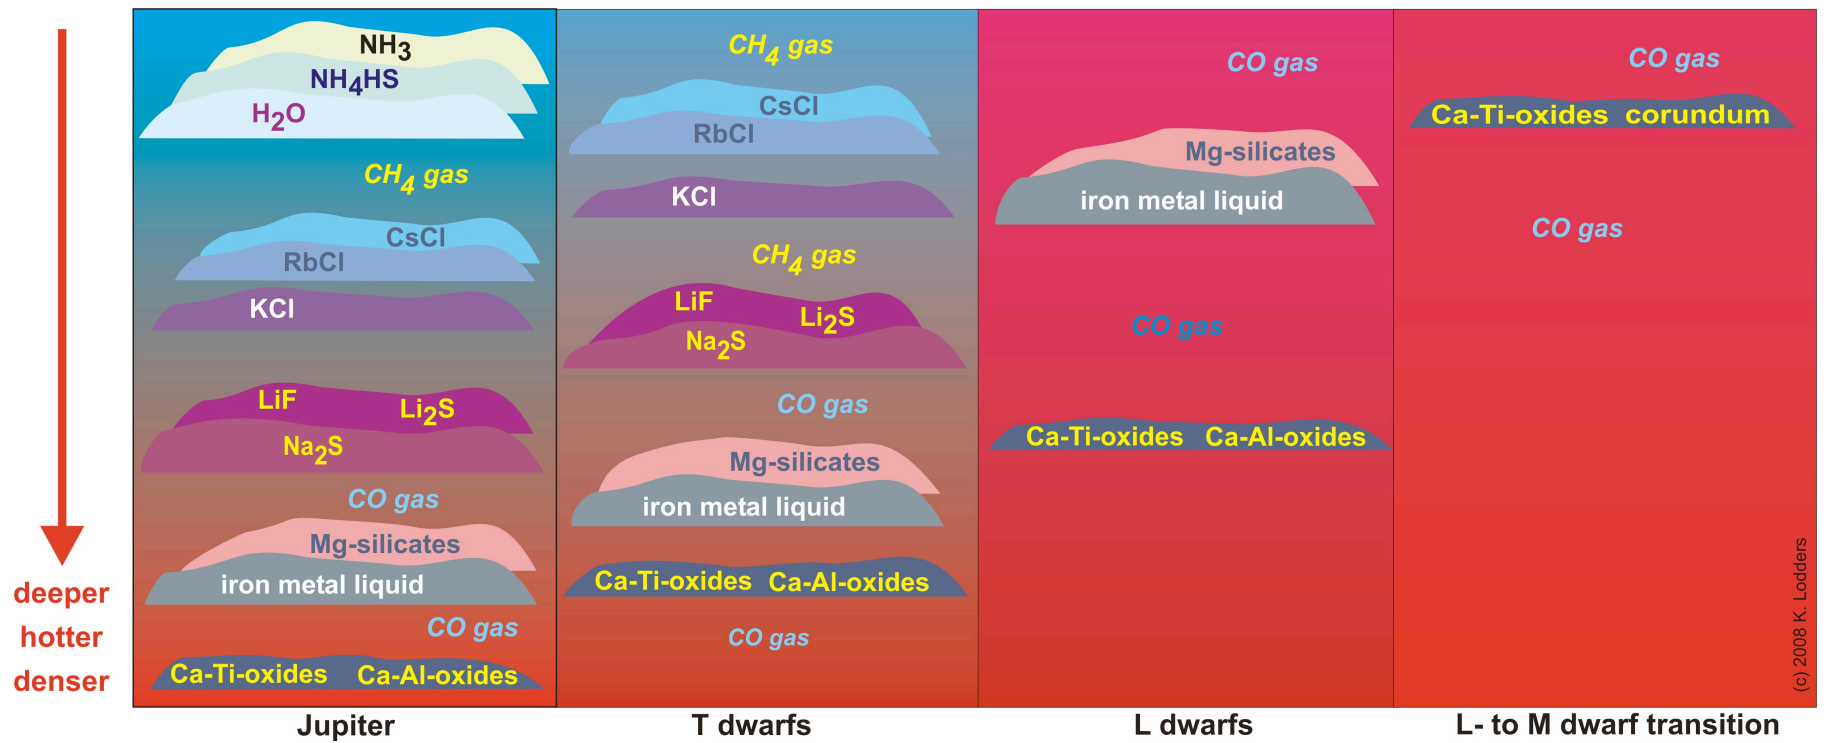 NH3
NH4HS
H2O
CH4 gas
CsCl
RbCl
KCl
LiF
Li2S
Na2S
CO gas
Mg-silicates
iron metal liquid
CO gas
Ca-Ti-oxides Ca-Al-oxides
Jupiter
CH4 gas
CsCl
RbCl
KCl
CH4 gas
LiF
Li2S
Na2S
CO gas
Mg-silicates
iron metal liquid
Ca-Ti-oxides Ca-Al-oxides
CO gas
T dwarfs
CO gas
Mg-silicates
iron metal liquid
CO gas
Ca-Ti-oxides Ca-Al-oxides
L dwarfs
CO gas
Ca-Ti-oxides corundum
CO gas
L- to M dwarf transition
deeper
hotter
denser
(c) 2008 K. Lodders